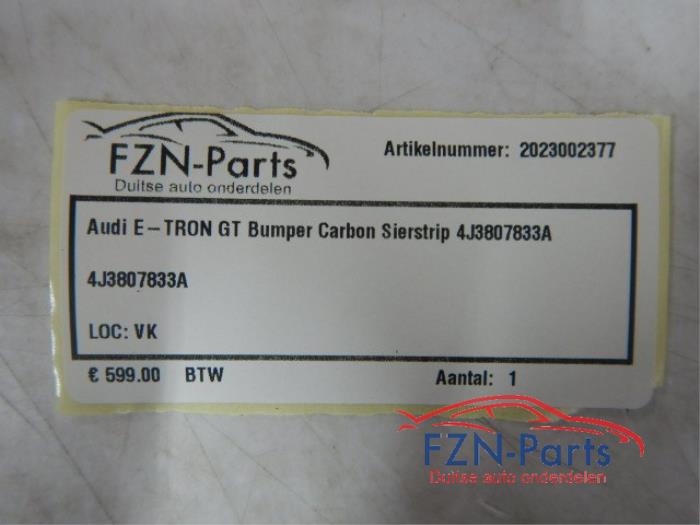 FZN-Parts
Duitse auto onderdelen
Artikelnummer: 2023002377
Audi E-TRON GT Bumper Carbon Sierstrip 4J3807833A
4J3807833A
LOC: VK
€ 599.00 BTW
Aantal: 1
FZN-Parts
Duitse auto onderdelen